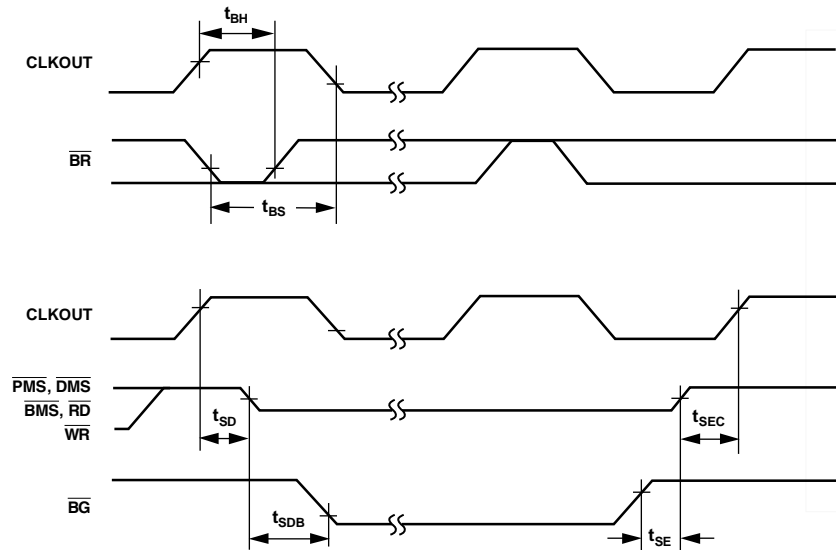 tBH
CLKOUT
BR
tBS
CLKOUT
PMS, DMS
BMS, RD
WR
tSD
tSEC
BG
tSDB
tSE